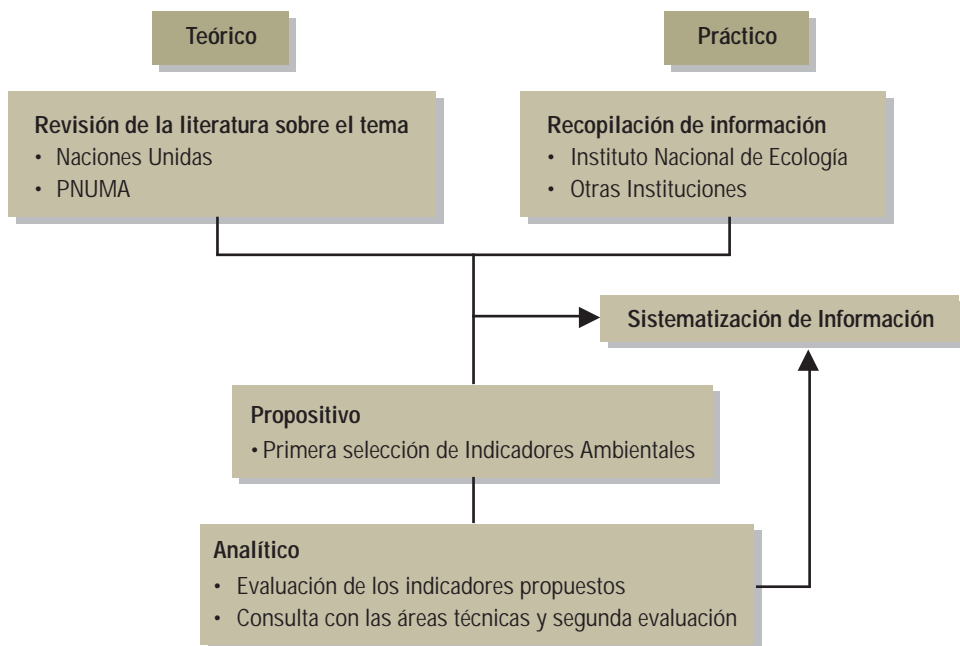 Teórico
Práctico
Revisión de la literatura sobre el tema
• Naciones Unidas
• PNUMA
Recopilación de información
• Instituto Nacional de Ecología
• Otras Instituciones
Sistematización de Información
Propositivo
• Primera selección de Indicadores Ambientales
Analítico
• Evaluación de los indicadores propuestos
• Consulta con las áreas técnicas y segunda evaluación